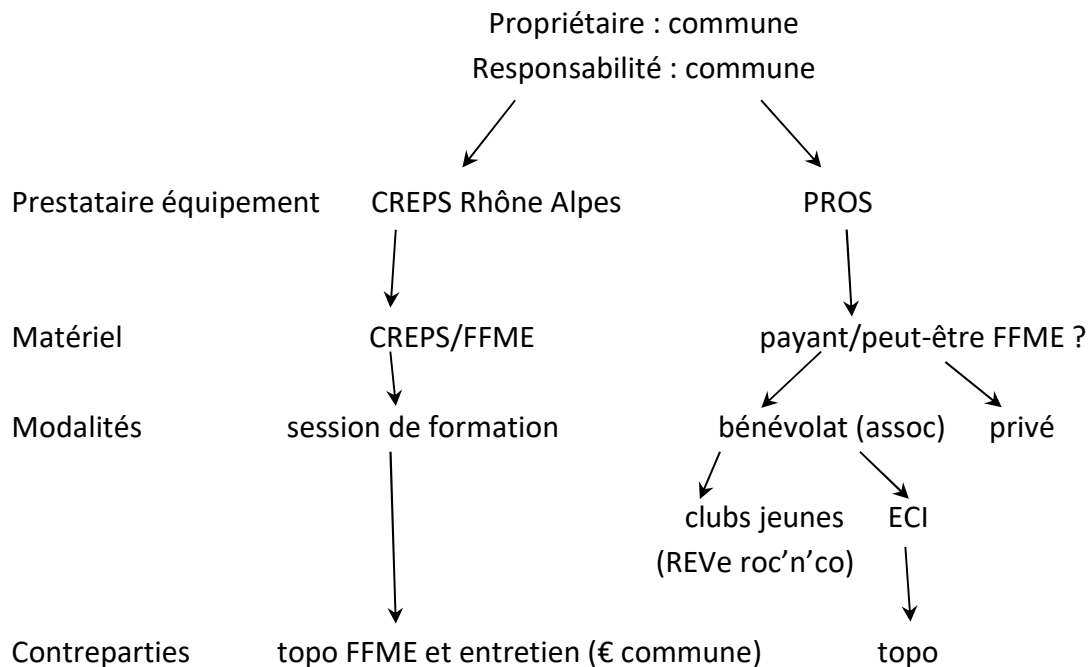 Propriétaire : commune
Responsabilité : commune
Prestataire équipement CREPS Rhône Alpes PROS
Matériel CREPS/FFME payant/peut-être FFME ?
Modalités session de formation bénévolat (assoc) privé
clubs jeunes ECI
(REVe roc’n’co)
Contreparties topo FFME et entretien (€ commune) topo